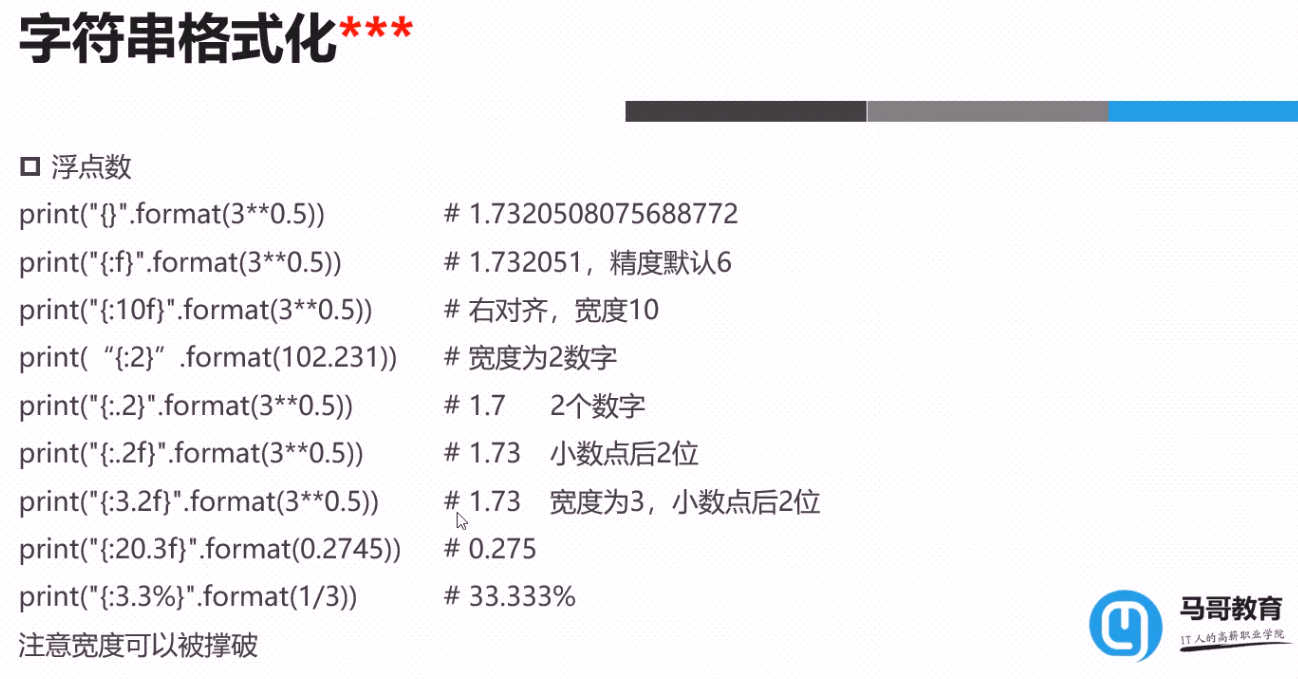 字符串格式化***
浮点数
print("{}".format(3**0.5)) # 1.7320508075688772
print("{:f}".format(3**0.5)) # 1.732051，精度默认6
print("{:10f}".format(3**0.5)) # 右对齐，宽度10
print(“{:2}”.format(102.231)) # 宽度为2数字
print("{:.2}".format(3**0.5)) # 1.7 2个数字
print("{:.2f}".format(3**0.5)) # 1.73 小数点后2位
print("{:3.2f}".format(3**0.5)) # 1.73 宽度为3，小数点后2位
print("{:20.3f}".format(0.2745)) # 0.275
print("{:3.3%}".format(1/3)) # 33.333%
注意宽度可以被撑破
马哥教育
IT人的高薪职业学院